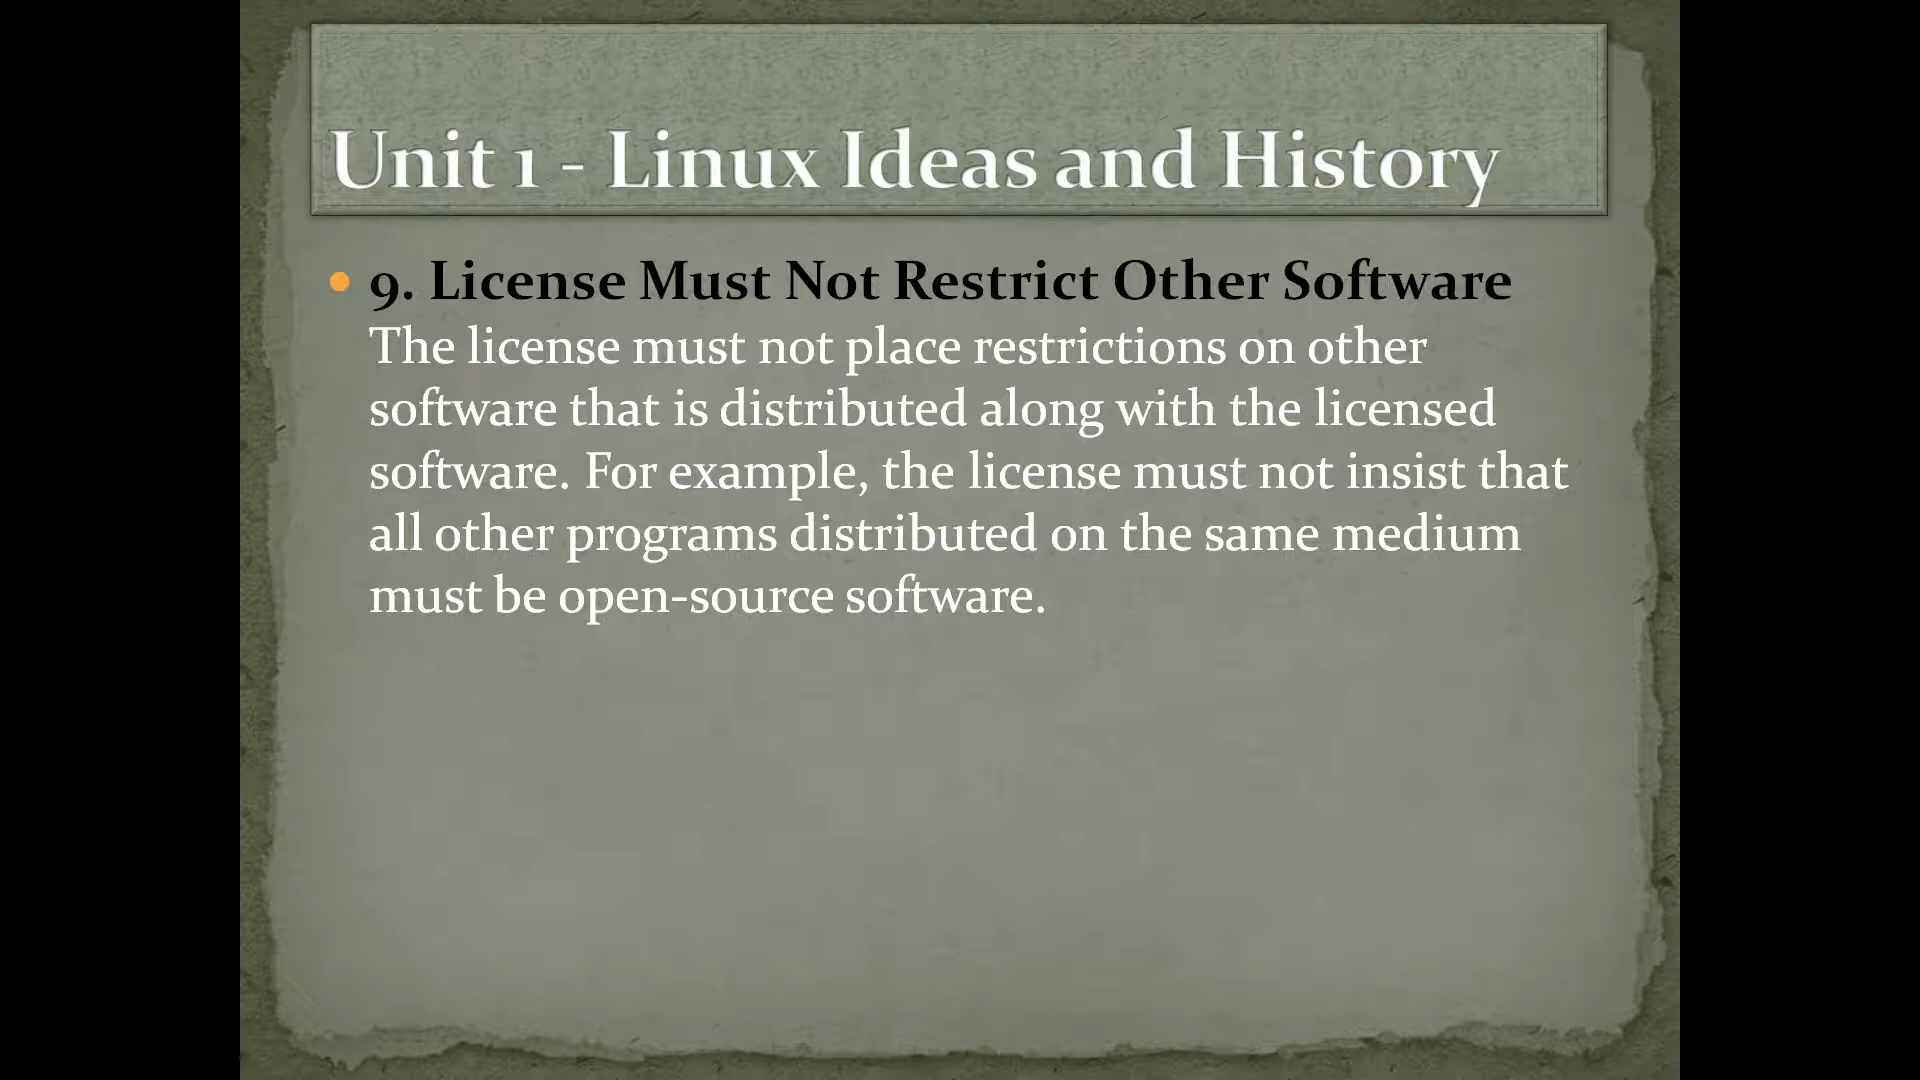 Unit 1 - Linux Ideas and History
9. License Must Not Restrict Other Software
The license must not place restrictions on other
software that is distributed along with the licensed
software. For example, the license must not insist that
all other programs distributed on the same medium
must be open-source software.